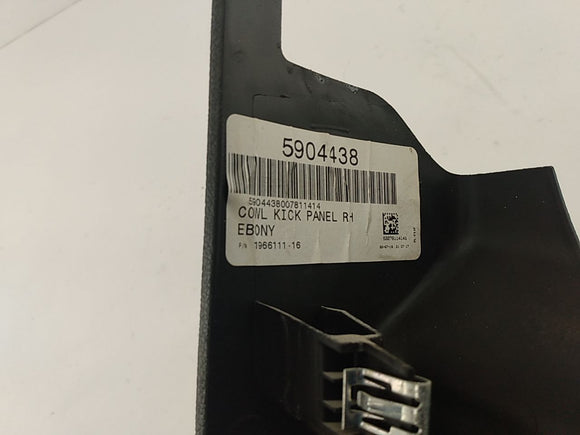 5904438
5904438007811414
COWL KICK PANEL RH
EBONY
P/N 1966111-16